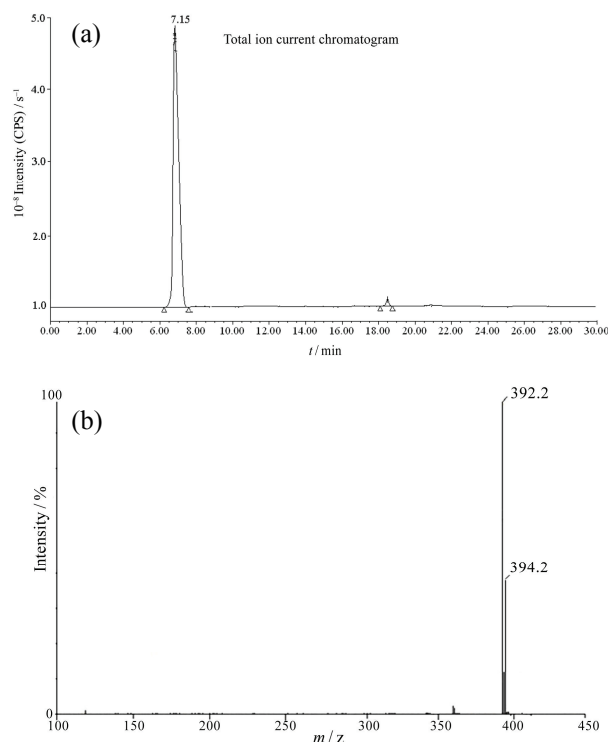 (a)
7.15
Total ion current chromatogram
10⁻⁸ Intensity (CPS) / s⁻¹
5.0
4.0
3.0
2.0
1.0
0.00 2.00 4.00 6.00 8.00 10.00 12.00 14.00 16.00 18.00 20.00 22.00 24.00 26.00 28.00 30.00
t / min
(b)
392.2
394.2
Intensity / %
100
0
100 150 200 250 300 350 400 450
m / z